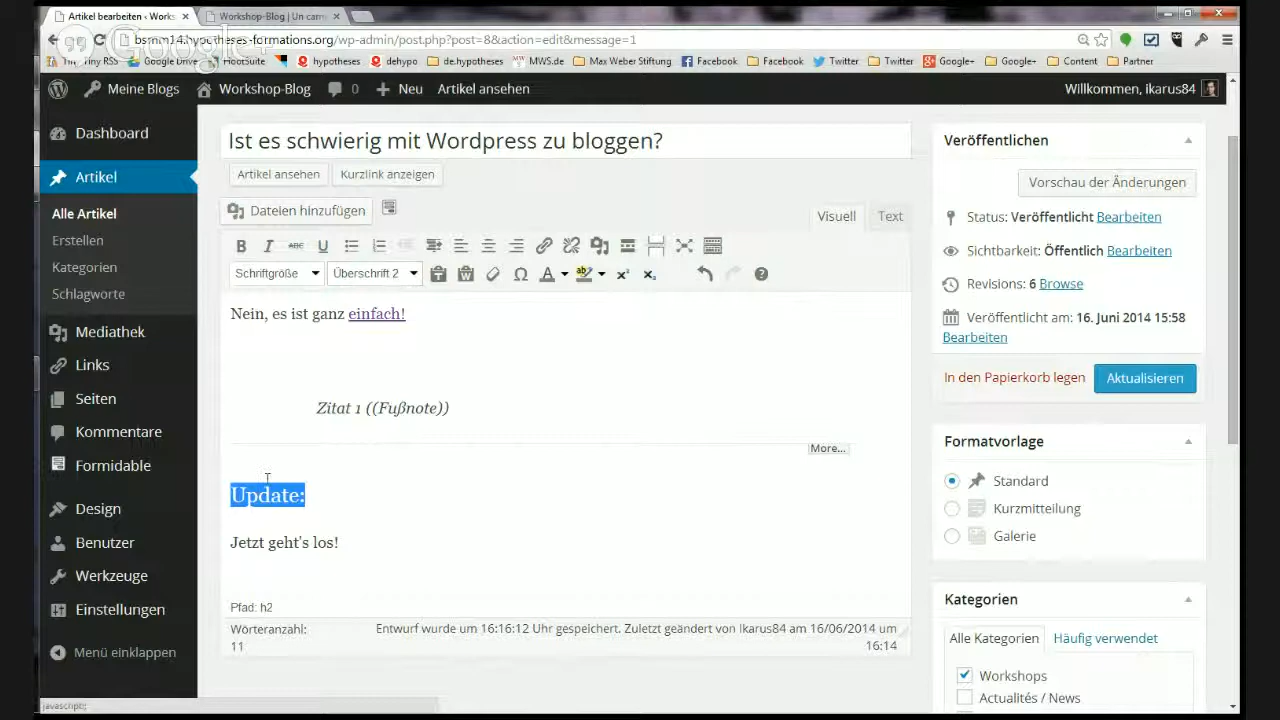 Artikel bearbeiten ‹ Works
Workshop-Blog | Un carn
Google+
bsmm14.hypotheses-formations.org/wp-admin/post.php?post=8&action=edit&message=1
Tiny RSS
Google Drive
HootSuite
hypotheses
dehypo
de.hypotheses
MWS.de
Max Weber Stiftung
Facebook
Facebook
Twitter
Twitter
Google+
Google+
Content
Partner
Meine Blogs
Workshop-Blog
0
Neu
Artikel ansehen
Willkommen, ikarus84
Dashboard
Artikel
Alle Artikel
Erstellen
Kategorien
Schlagworte
Mediathek
Links
Seiten
Kommentare
Formidable
Design
Benutzer
Werkzeuge
Einstellungen
Menü einklappen
Ist es schwierig mit Wordpress zu bloggen?
Artikel ansehen
Kurzlink anzeigen
Dateien hinzufügen
Visuell
Text
B I ABC U
Schriftgröße
Überschrift 2
Nein, es ist ganz einfach!
Zitat 1 ((Fußnote))
More...
Update:
Jetzt geht's los!
Pfad: h2
Wörteranzahl: 11
Entwurf wurde um 16:16:12 Uhr gespeichert. Zuletzt geändert von Ikarus84 am 16/06/2014 um
16:14
Veröffentlichen
Vorschau der Änderungen
Status: Veröffentlicht Bearbeiten
Sichtbarkeit: Öffentlich Bearbeiten
Revisions: 6 Browse
Veröffentlicht am: 16. Juni 2014 15:58
Bearbeiten
In den Papierkorb legen
Aktualisieren
Formatvorlage
Standard
Kurzmitteilung
Galerie
Kategorien
Alle Kategorien
Häufig verwendet
Workshops
Actualités / News
javascript:;